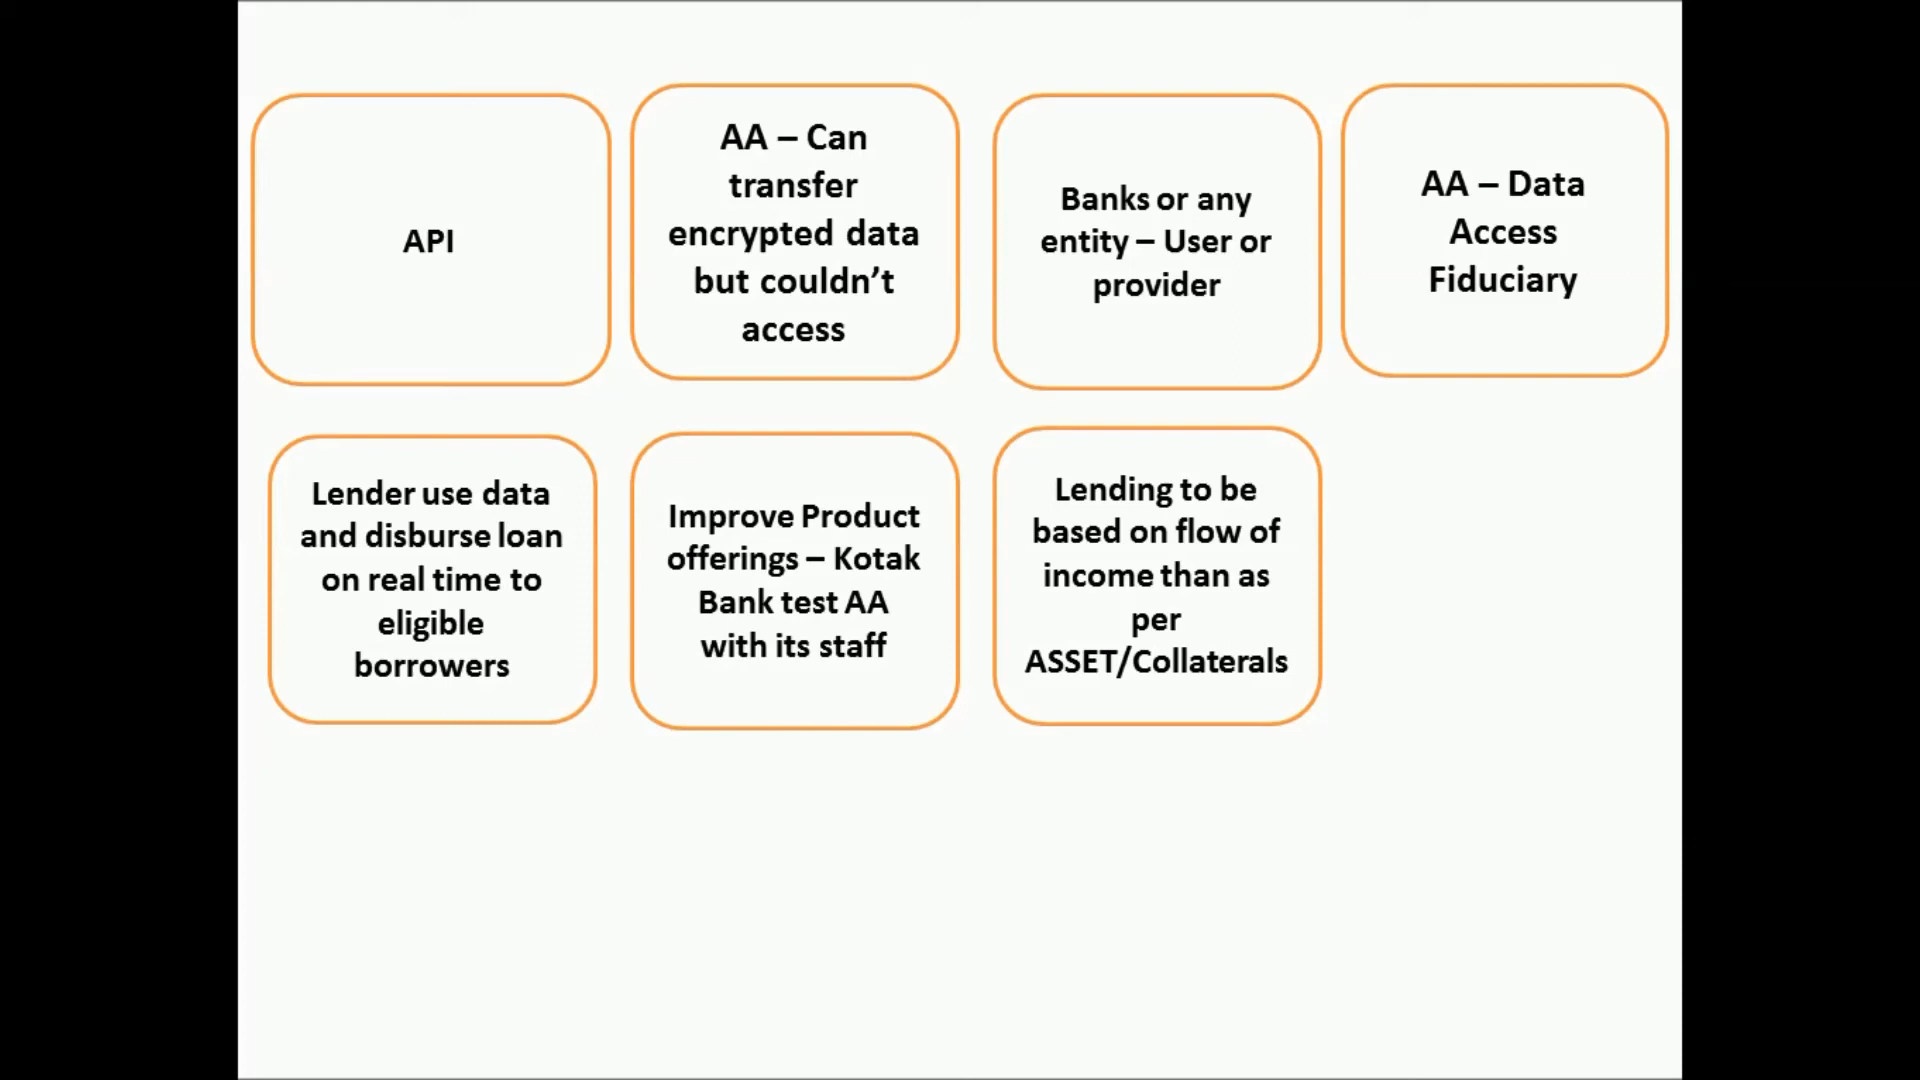 API
AA – Can
transfer
encrypted data
but couldn’t
access
Banks or any
entity – User or
provider
AA – Data
Access
Fiduciary
Lender use data
and disburse loan
on real time to
eligible
borrowers
Improve Product
offerings – Kotak
Bank test AA
with its staff
Lending to be
based on flow of
income than as
per
ASSET/Collaterals